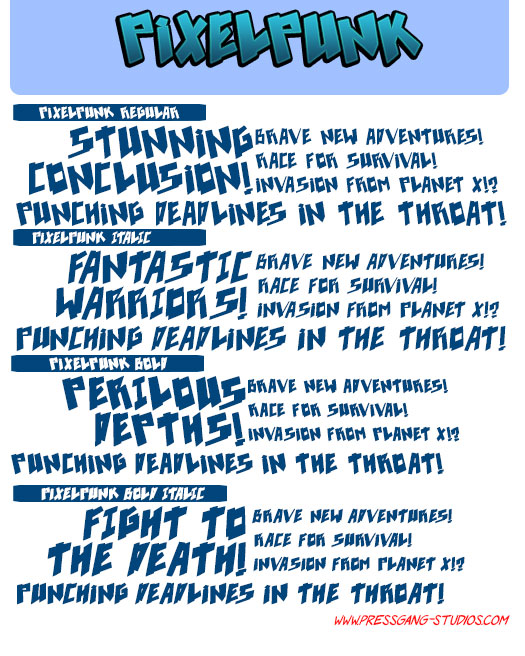 PIXELPUNK
PIXELPUNK REGULAR
STUNNING
CONCLUSION!
BRAVE NEW ADVENTURES!
RACE FOR SURVIVAL!
INVASION FROM PLANET X!?
PUNCHING DEADLINES IN THE THROAT!
PIXELPUNK ITALIC
FANTASTIC
WARRIORS!
BRAVE NEW ADVENTURES!
RACE FOR SURVIVAL!
INVASION FROM PLANET X!?
PUNCHING DEADLINES IN THE THROAT!
PIXELPUNK BOLD
PERILOUS
DEPTHS!
BRAVE NEW ADVENTURES!
RACE FOR SURVIVAL!
INVASION FROM PLANET X!?
PUNCHING DEADLINES IN THE THROAT!
PIXELPUNK BOLD ITALIC
FIGHT TO
THE DEATH!
BRAVE NEW ADVENTURES!
RACE FOR SURVIVAL!
INVASION FROM PLANET X!?
PUNCHING DEADLINES IN THE THROAT!
WWW.PRESSGANG-STUDIOS.COM